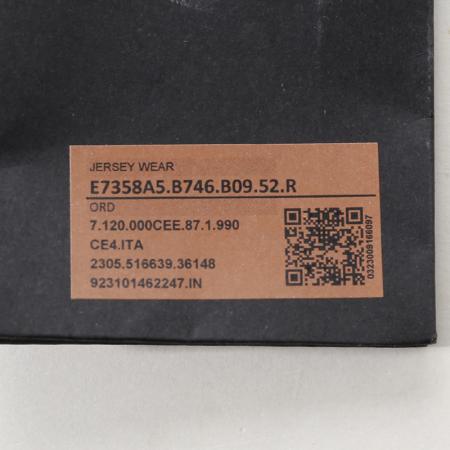 JERSEY WEAR
E7358A5.B746.B09.52.R
ORD
7.120.000CEE.87.1.990
CE4.ITA
2305.516639.36148
923101462247.IN
0323009166097